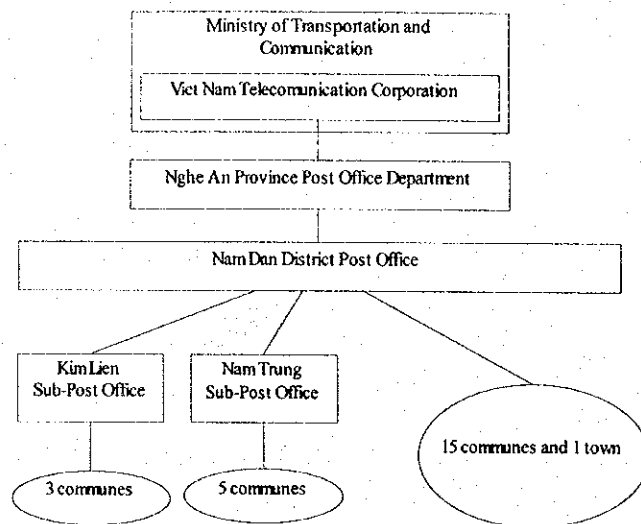 Ministry of Transportation and
Communication
Viet Nam Telecomunication Corporation
Nghe An Province Post Office Department
Nam Dan District Post Office
Kim Lien
Sub-Post Office
Nam Trung
Sub-Post Office
15 communes and 1 town
3 communes
5 communes